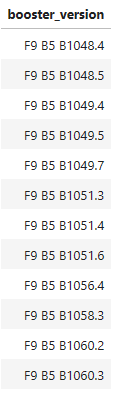 booster_version
F9 B5 B1048.4
F9 B5 B1048.5
F9 B5 B1049.4
F9 B5 B1049.5
F9 B5 B1049.7
F9 B5 B1051.3
F9 B5 B1051.4
F9 B5 B1051.6
F9 B5 B1056.4
F9 B5 B1058.3
F9 B5 B1060.2
F9 B5 B1060.3